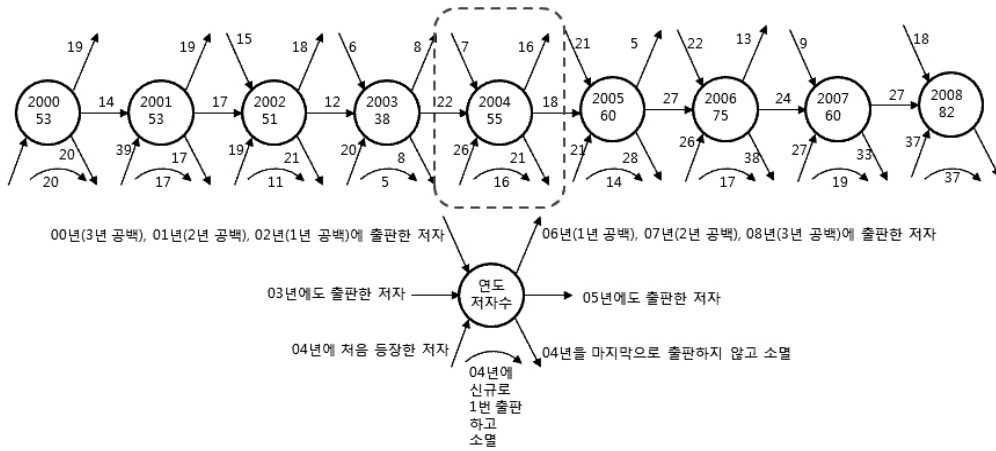 19 19 15 18 6 8 7 16 21 5 22 13 9 18
2000 14 2001 17 2002 12 2003 22 2004 18 2005 27 2006 24 2007 27 2008
53 53 51 38 55 60 75 60 82
20 39 17 19 21 20 8 26 21 21 28 26 38 27 33 37
20 17 11 5 16 14 17 19 37
00년(3년 공백), 01년(2년 공백), 02년(1년 공백)에 출판한 저자
06년(1년 공백), 07년(2년 공백), 08년(3년 공백)에 출판한 저자
03년에도 출판한 저자
연도
저자수
05년에도 출판한 저자
04년에 처음 등장한 저자
04년을 마지막으로 출판하지 않고 소멸
04년에
신규로
1번 출판
하고
소멸